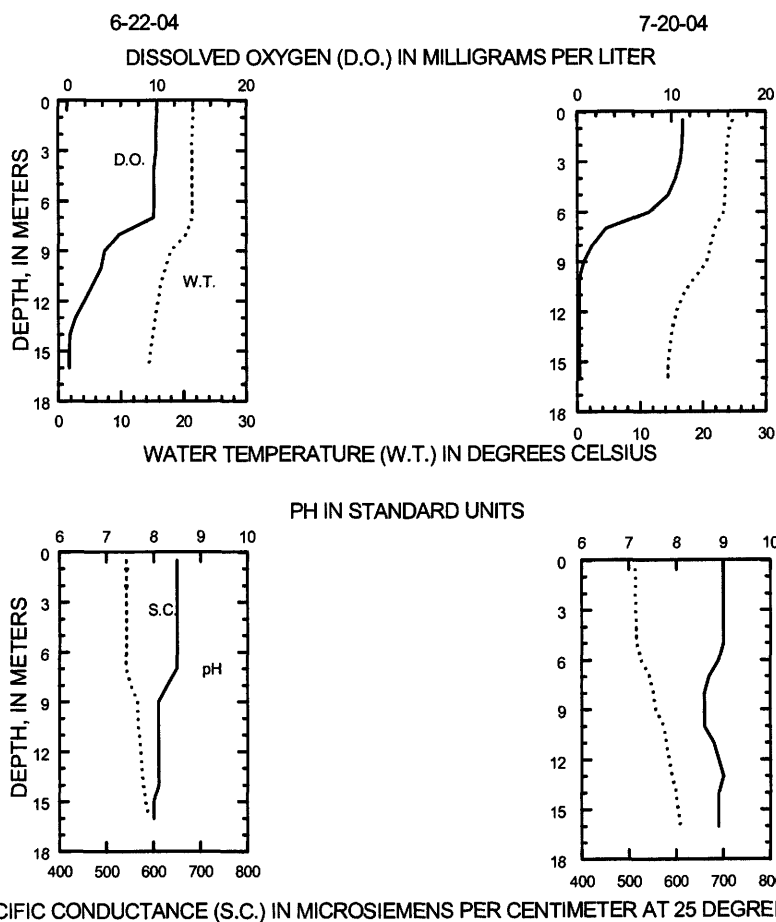 6-22-04 7-20-04
DISSOLVED OXYGEN (D.O.) IN MILLIGRAMS PER LITER
0 10 20 0 10 20
0 0
3 3
D.O.
6 6
9 9
W.T.
12 12
15 15
18 18
0 10 20 30 0 10 20 30
DEPTH, IN METERS
WATER TEMPERATURE (W.T.) IN DEGREES CELSIUS
PH IN STANDARD UNITS
6 7 8 9 10 6 7 8 9 10
0 0
3 3
S.C.
6 6
pH
9 9
12 12
15 15
18 18
400 500 600 700 800 400 500 600 700 800
DEPTH, IN METERS
CIFIC CONDUCTANCE (S.C.) IN MICROSIEMENS PER CENTIMETER AT 25 DEGRE